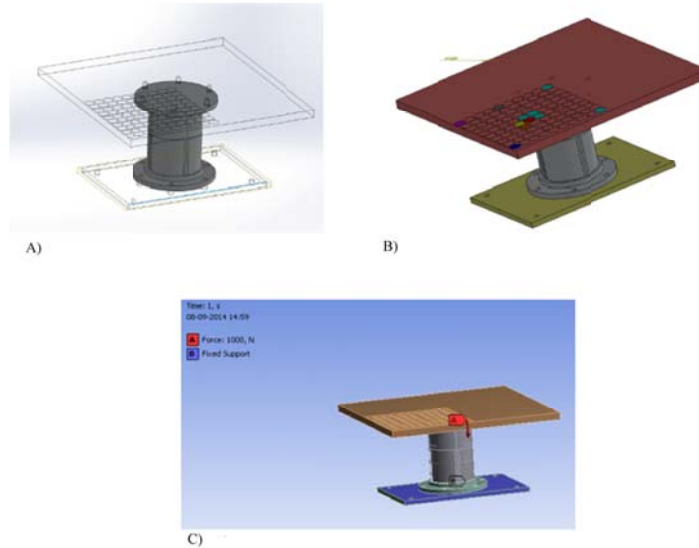 A)
B)
Time: 1, s
08-09-2014 14:59
A Force: 1000, N
B Fixed Support
A
C)